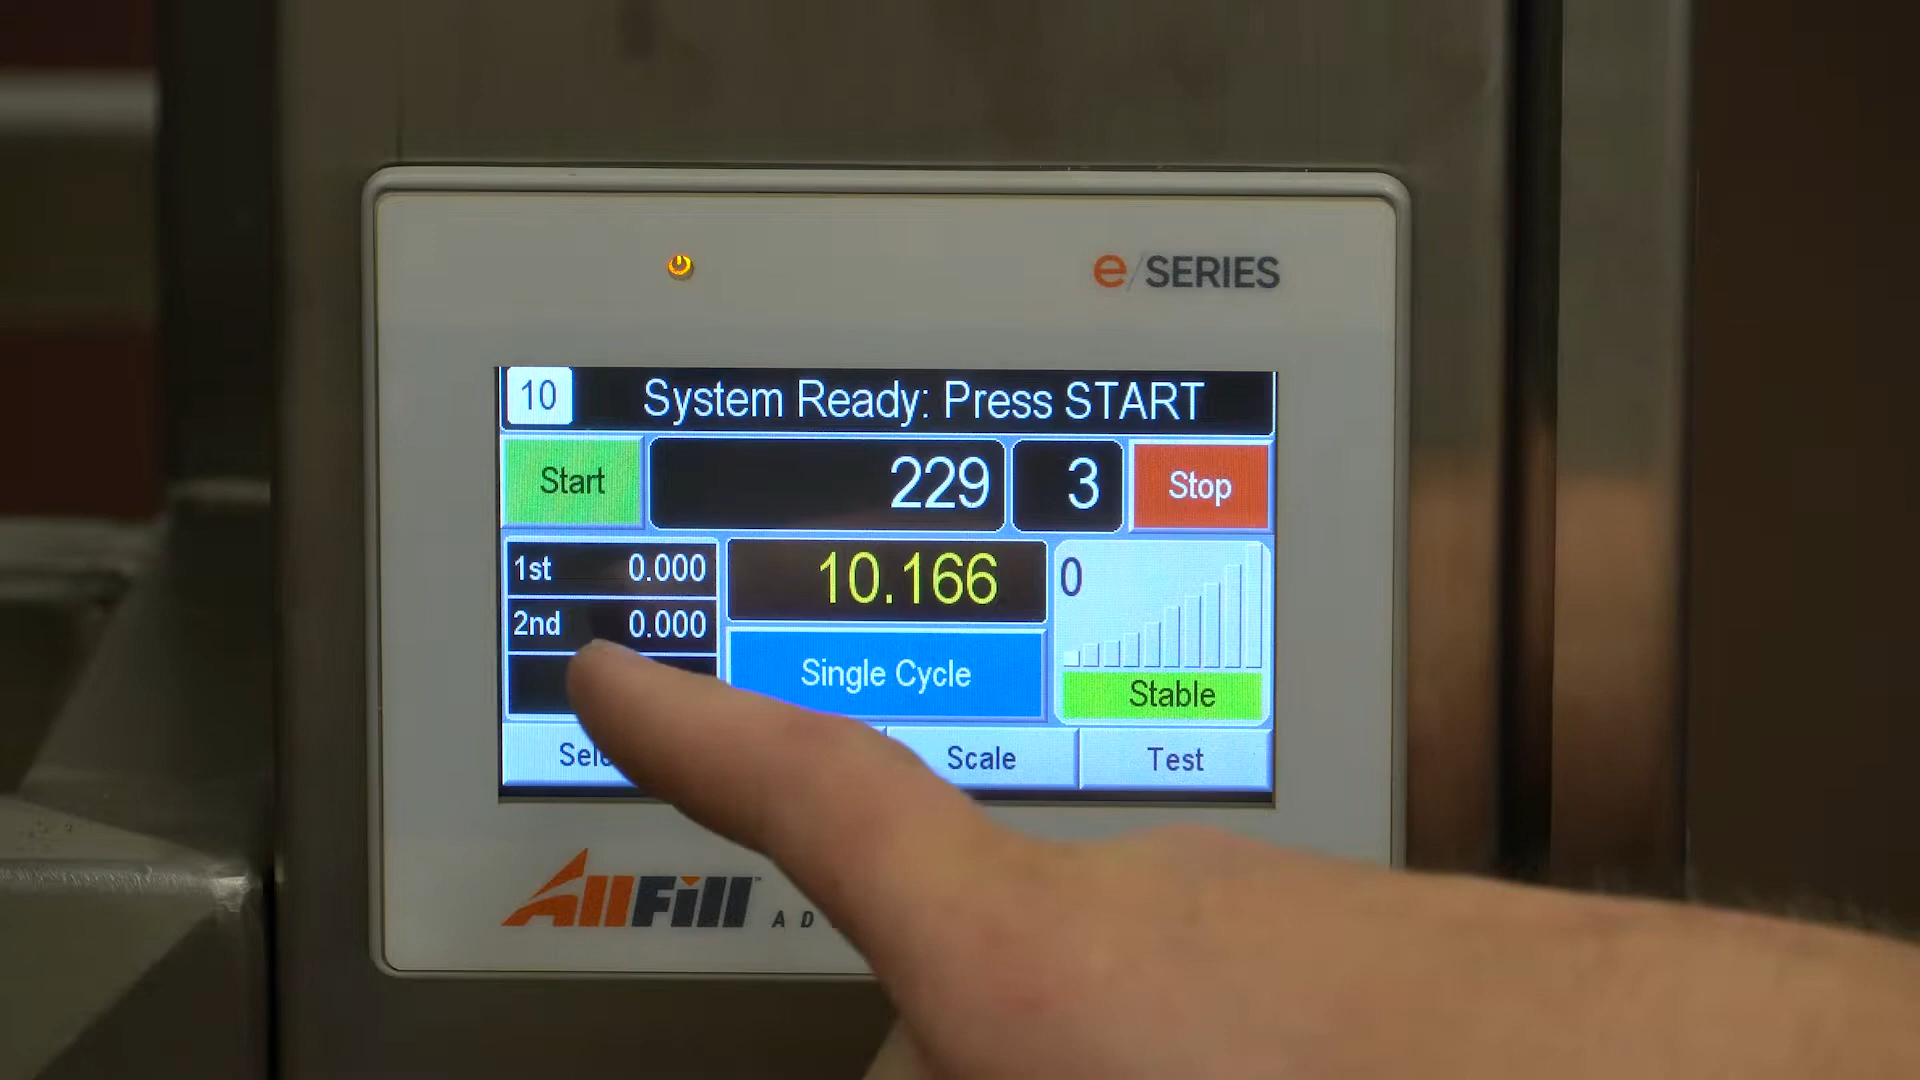 e/SERIES
10 System Ready: Press START
Start 229 3 Stop
1st 0.000
10.166
0
2nd 0.000
Single Cycle
Stable
Scale
Test
AllFill™